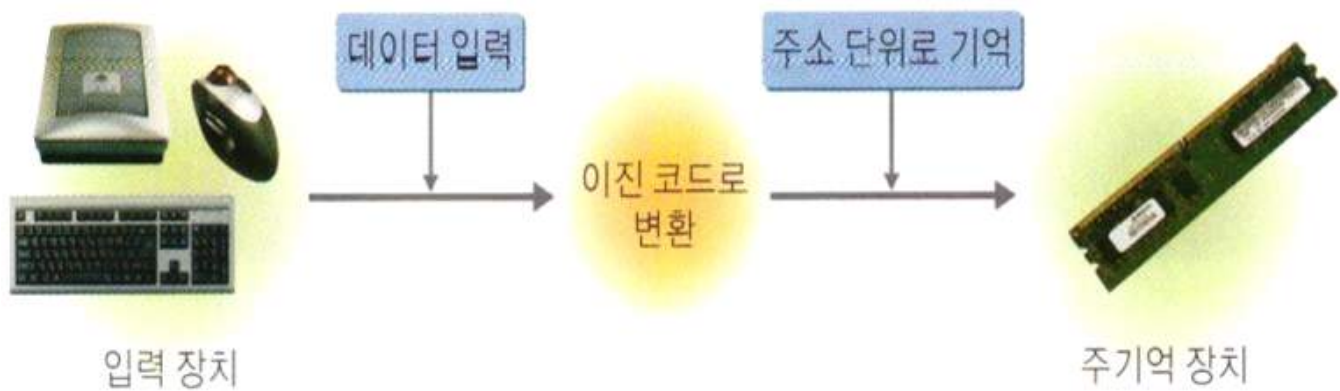 데이터 입력
주소 단위로 기억
이진 코드로
변환
입력 장치
주기억 장치